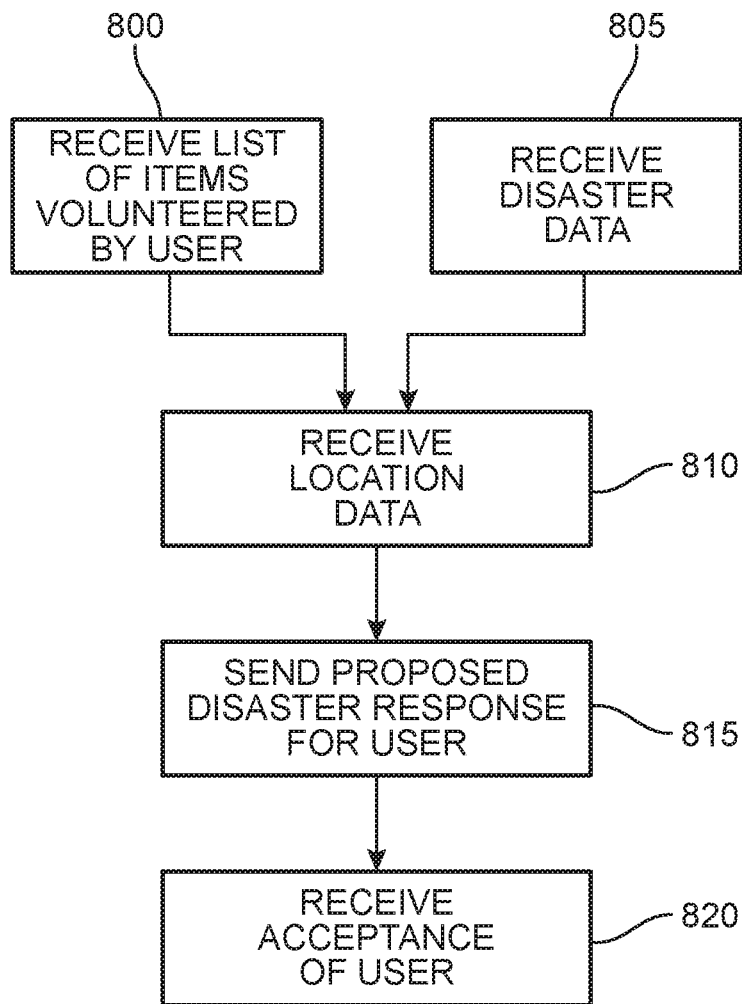 800
805
RECEIVE LIST
OF ITEMS
VOLUNTEERED
BY USER
RECEIVE
DISASTER
DATA
RECEIVE
LOCATION
DATA
810
SEND PROPOSED
DISASTER RESPONSE
FOR USER
815
RECEIVE
ACCEPTANCE
OF USER
820